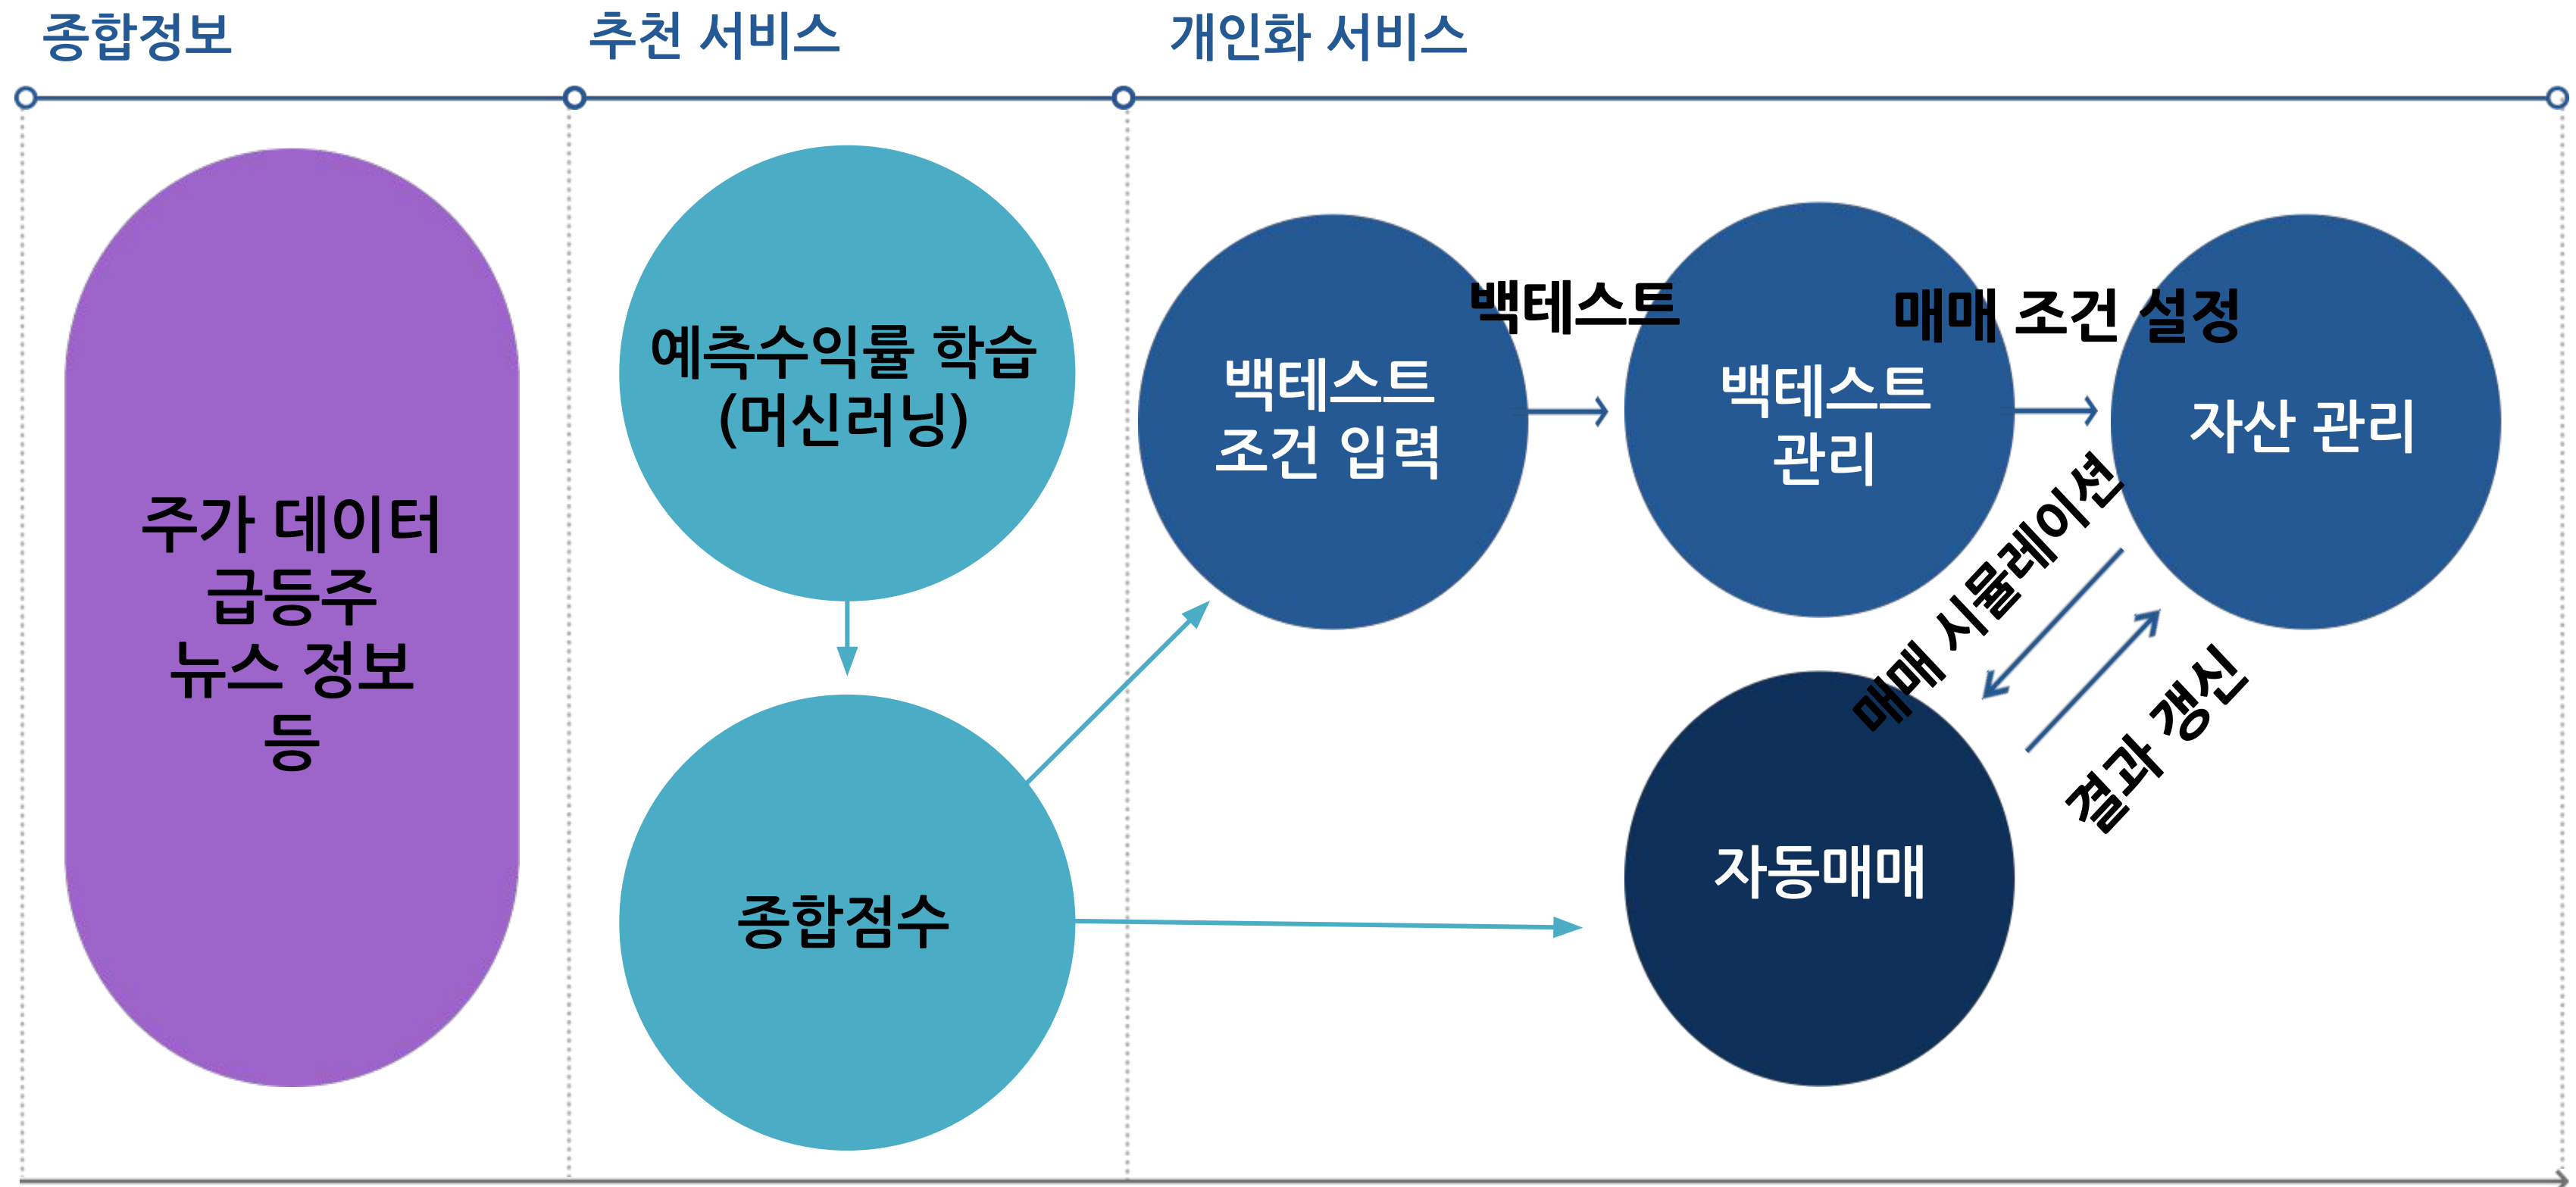 종합정보
추천 서비스
개인화 서비스
주가 데이터
급등주
뉴스 정보
등
예측수익률 학습
(머신러닝)
종합점수
백테스트
조건 입력
백테스트
백테스트
관리
매매 조건 설정
자산 관리
매매 시뮬레이션
결과 갱신
자동매매